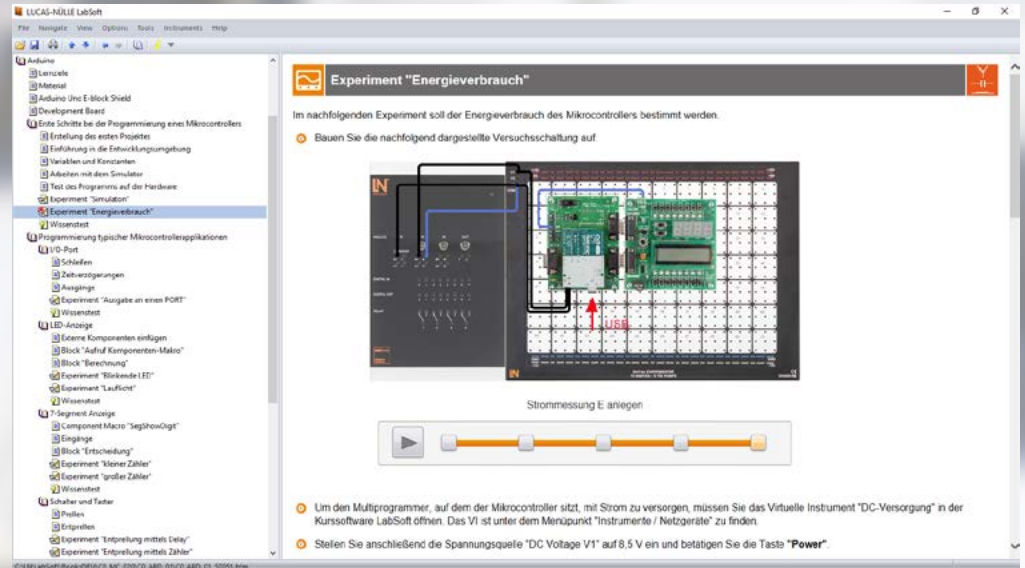 LUCAS-NÜLLE LabSoft
File Navigate View Options Tools Instruments Help
Arduino
Lernziele
Material
Arduino Uno E-block Shield
Development Board
Erste Schritte bei der Programmierung eines Mikrocontrollers
Erstellung des ersten Projektes
Einführung in die Entwicklungsumgebung
Variablen und Konstanten
Arbeiten mit dem Simulator
Test des Programms auf der Hardware
Experiment "Simulation"
Experiment "Energieverbrauch"
Wissenstest
Programmierung typischer Mikrocontrollerapplikationen
I/O-Port
Schleifen
Zeitverzögerungen
Ausgänge
Experiment "Ausgabe an einen PORT"
Wissenstest
LED-Anzeige
Externe Komponenten einfügen
Block "Aufruf Komponenten-Makro"
Block "Berechnung"
Experiment "Blinkende LED"
Experiment "Lauflicht"
Wissenstest
7-Segment Anzeige
Component Macro "SegShowDigit"
Eingänge
Block "Entscheidung"
Experiment "kleiner Zähler"
Experiment "großer Zähler"
Wissenstest
Schalter und Taster
Prellen
Entprellen
Experiment "Entprellung mittels Delay"
Experiment "Entprellung mittels Zähler"
Experiment "Energieverbrauch"
Im nachfolgenden Experiment soll der Energieverbrauch des Mikrocontrollers bestimmt werden.
Bauen Sie die nachfolgend dargestellte Versuchsschaltung auf
LN
USB
Strommessung E anlegen
Um den Multiprogrammer, auf dem der Mikrocontroller sitzt, mit Strom zu versorgen, müssen Sie das Virtuelle Instrument "DC-Versorgung" in der
Kurssoftware LabSoft öffnen. Das VI ist unter dem Menüpunkt "Instrumente / Netzgeräte" zu finden.
Stellen Sie anschließend die Spannungsquelle "DC Voltage V1" auf 8,5 V ein und betätigen Sie die Taste "Power".